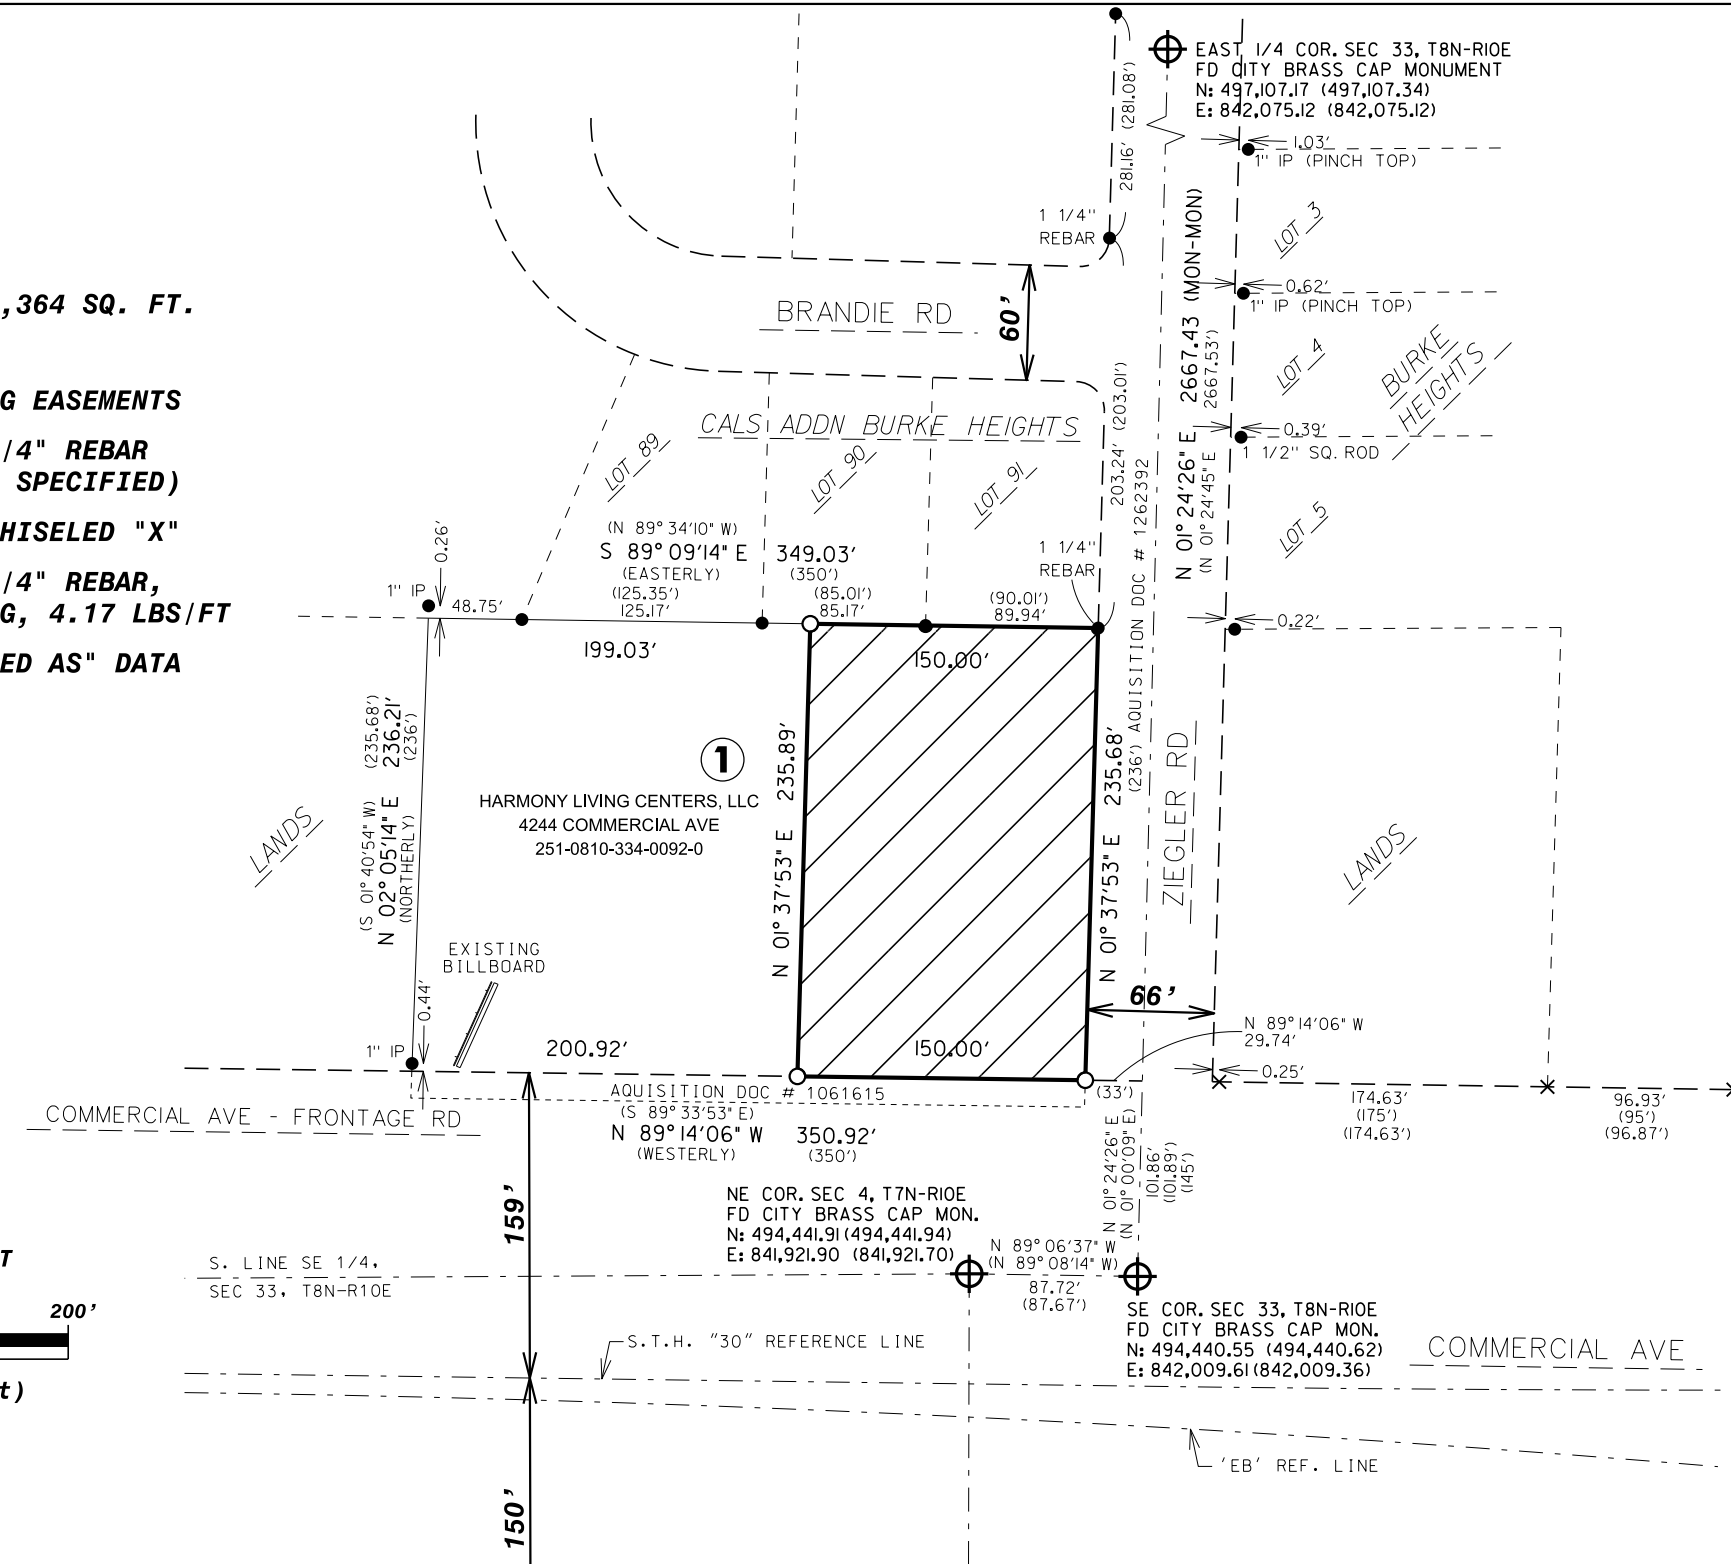 ,364 SQ. FT.
G EASEMENTS
/4" REBAR
SPECIFIED)
HISELED "X"
/4" REBAR,
G, 4.17 LBS/FT
ED AS" DATA
EAST 1/4 COR. SEC 33, T8N-R10E
FD CITY BRASS CAP MONUMENT
N: 497,107.17 (497,107.34)
E: 842,075.12 (842,075.12)
281.16' (281.08')
1.03'
1" IP (PINCH TOP)
LOT 3
1 1/4"
REBAR
0.62'
1" IP (PINCH TOP)
BRANDIE RD
60'
N 01° 24'26" E 2667.43 (MON-MON)
(N 01° 24'45" E 2667.53')
LOT 4
BURKE
HEIGHTS
CALS ADDN BURKE HEIGHTS
203.24' (203.01')
0.39'
1 1/2" SQ. ROD
LOT 89
LOT 90
LOT 91
LOT 5
(N 89° 34'10" W)
S 89° 09'14" E 349.03'
(EASTERLY) (350')
1 1/4"
REBAR
0.26'
1" IP
48.75'
(125.35')
125.17'
(85.01')
85.17'
(90.01')
89.94'
0.22'
199.03'
150.00'
(236') AQUISITION DOC # 1262392
(S 01° 40'54" W) (235.68')
N 02° 05'14" E 236.21'
(NORTHERLY) (236')
1
HARMONY LIVING CENTERS, LLC
4244 COMMERCIAL AVE
251-0810-334-0092-0
N 01° 37'53" E 235.89'
N 01° 37'53" E 235.68'
ZIEGLER RD
LANDS
LANDS
EXISTING
BILLBOARD
66'
0.44'
1" IP
N 89° 14'06" W
29.74'
200.92'
150.00'
0.25'
AQUISITION DOC # 1061615
(33')
(S 89° 33'53" E)
N 89° 14'06" W 350.92'
(WESTERLY) (350')
COMMERCIAL AVE - FRONTAGE RD
174.63'
(175')
(174.63')
96.93'
(95')
(96.87')
N 01° 24'26" E 101.86'
(N 01° 00'09" E) (101.89')
(145')
159'
NE COR. SEC 4, T7N-R10E
FD CITY BRASS CAP MON.
N: 494,441.91 (494,441.94)
E: 841,921.90 (841,921.70)
N 89° 06'37" W
(N 89° 08'14" W)
87.72'
(87.67')
T
S. LINE SE 1/4,
SEC 33, T8N-R10E
200'
SE COR. SEC 33, T8N-R10E
FD CITY BRASS CAP MON.
N: 494,440.55 (494,440.62)
E: 842,009.61 (842,009.36)
S.T.H. "30" REFERENCE LINE
COMMERCIAL AVE
t)
'EB' REF. LINE
150'